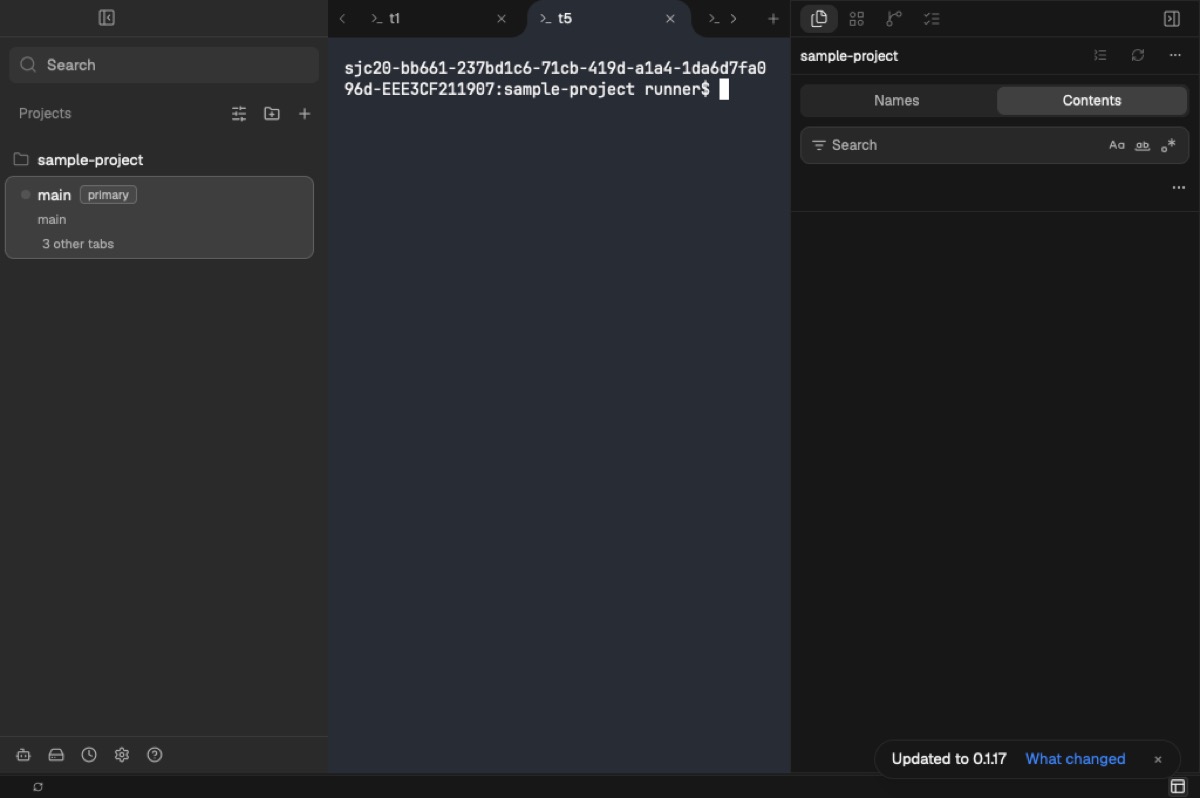 t1
t5
Search
Projects
sample-project
main
primary
main
3 other tabs
sjc20-bb661-237bd1c6-71cb-419d-a1a4-1da6d7fa0
96d-EEE3CF211907:sample-project runner$
sample-project
Names
Contents
Search
Aa
ab
Updated to 0.1.17
What changed